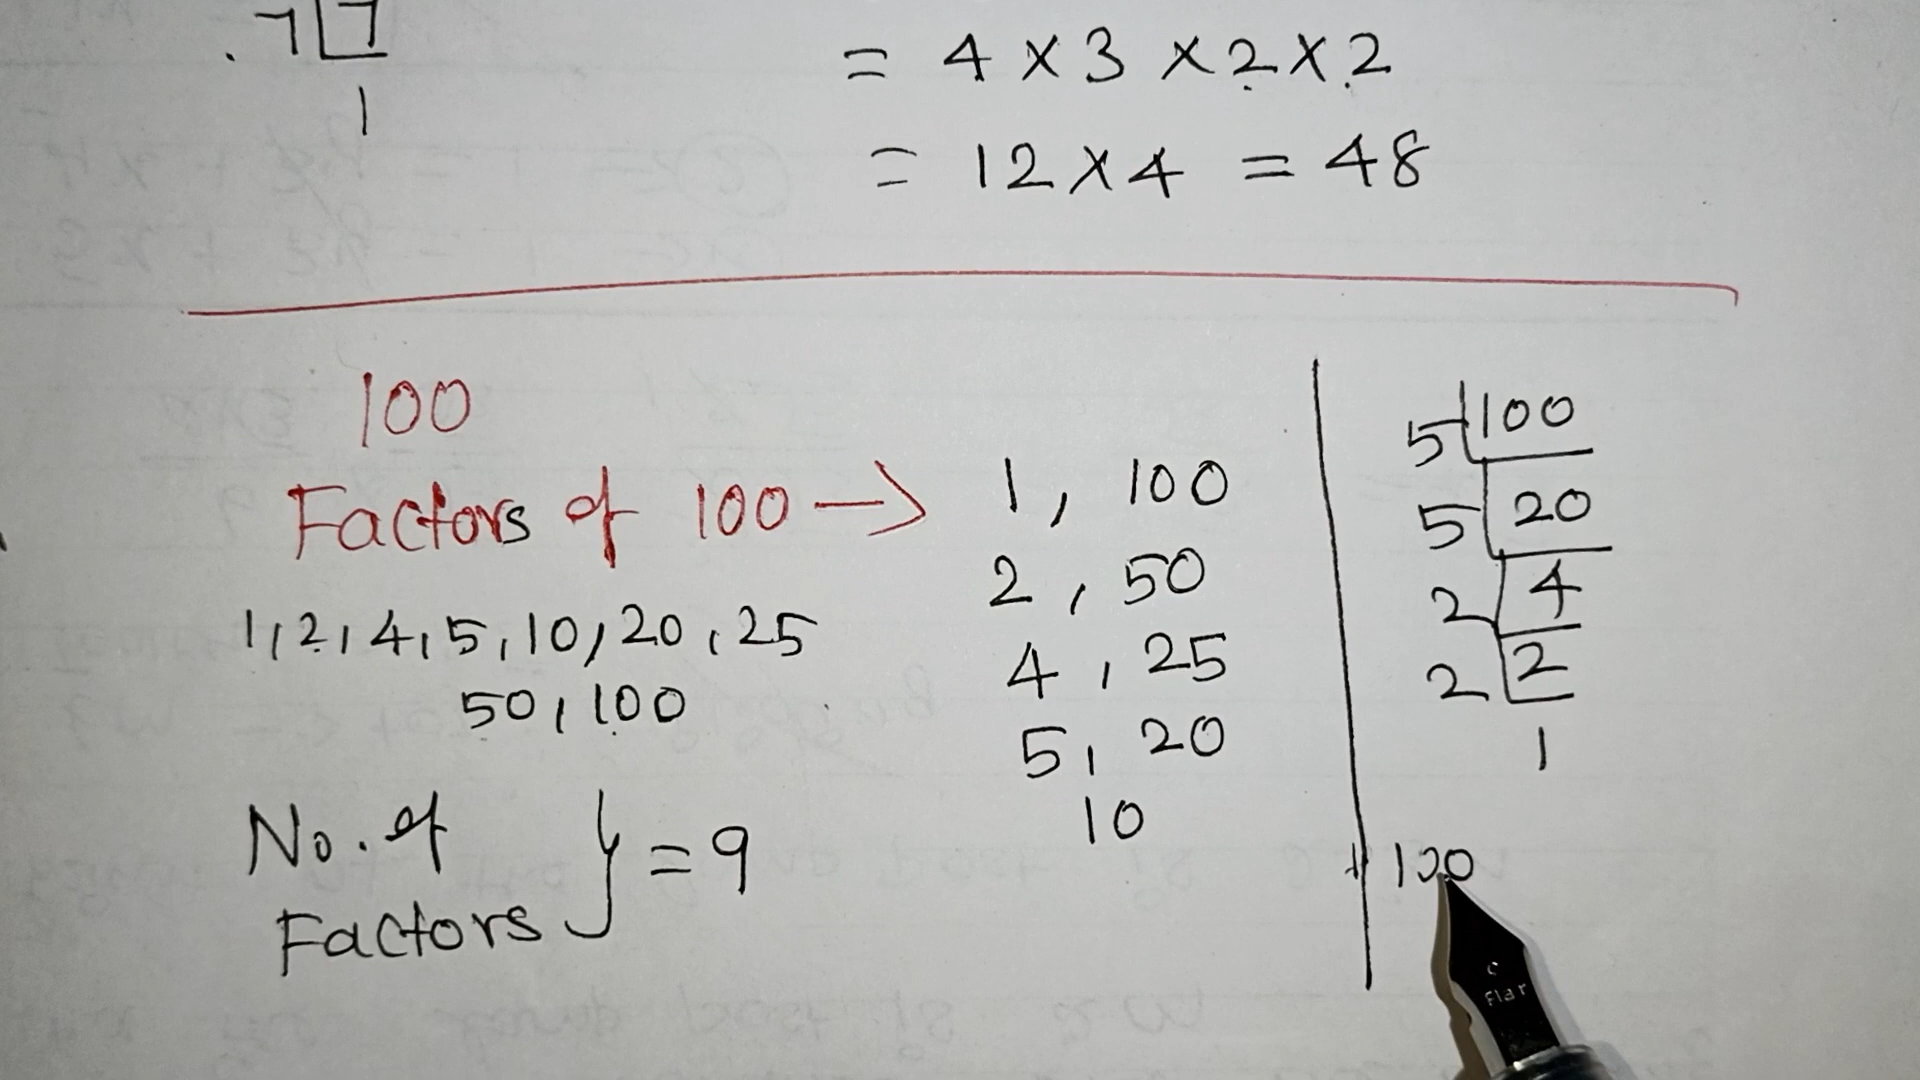 7 7
1
= 4 × 3 × 2 × 2
= 12 × 4 = 48
100
Factors of 100 → 1, 100
2, 50
4, 25
5, 20
10
1, 2, 4, 5, 10, 20, 25
50, 100
No. of
Factors } = 9
5 100
5 20
2 4
2 2
1
100
Flar